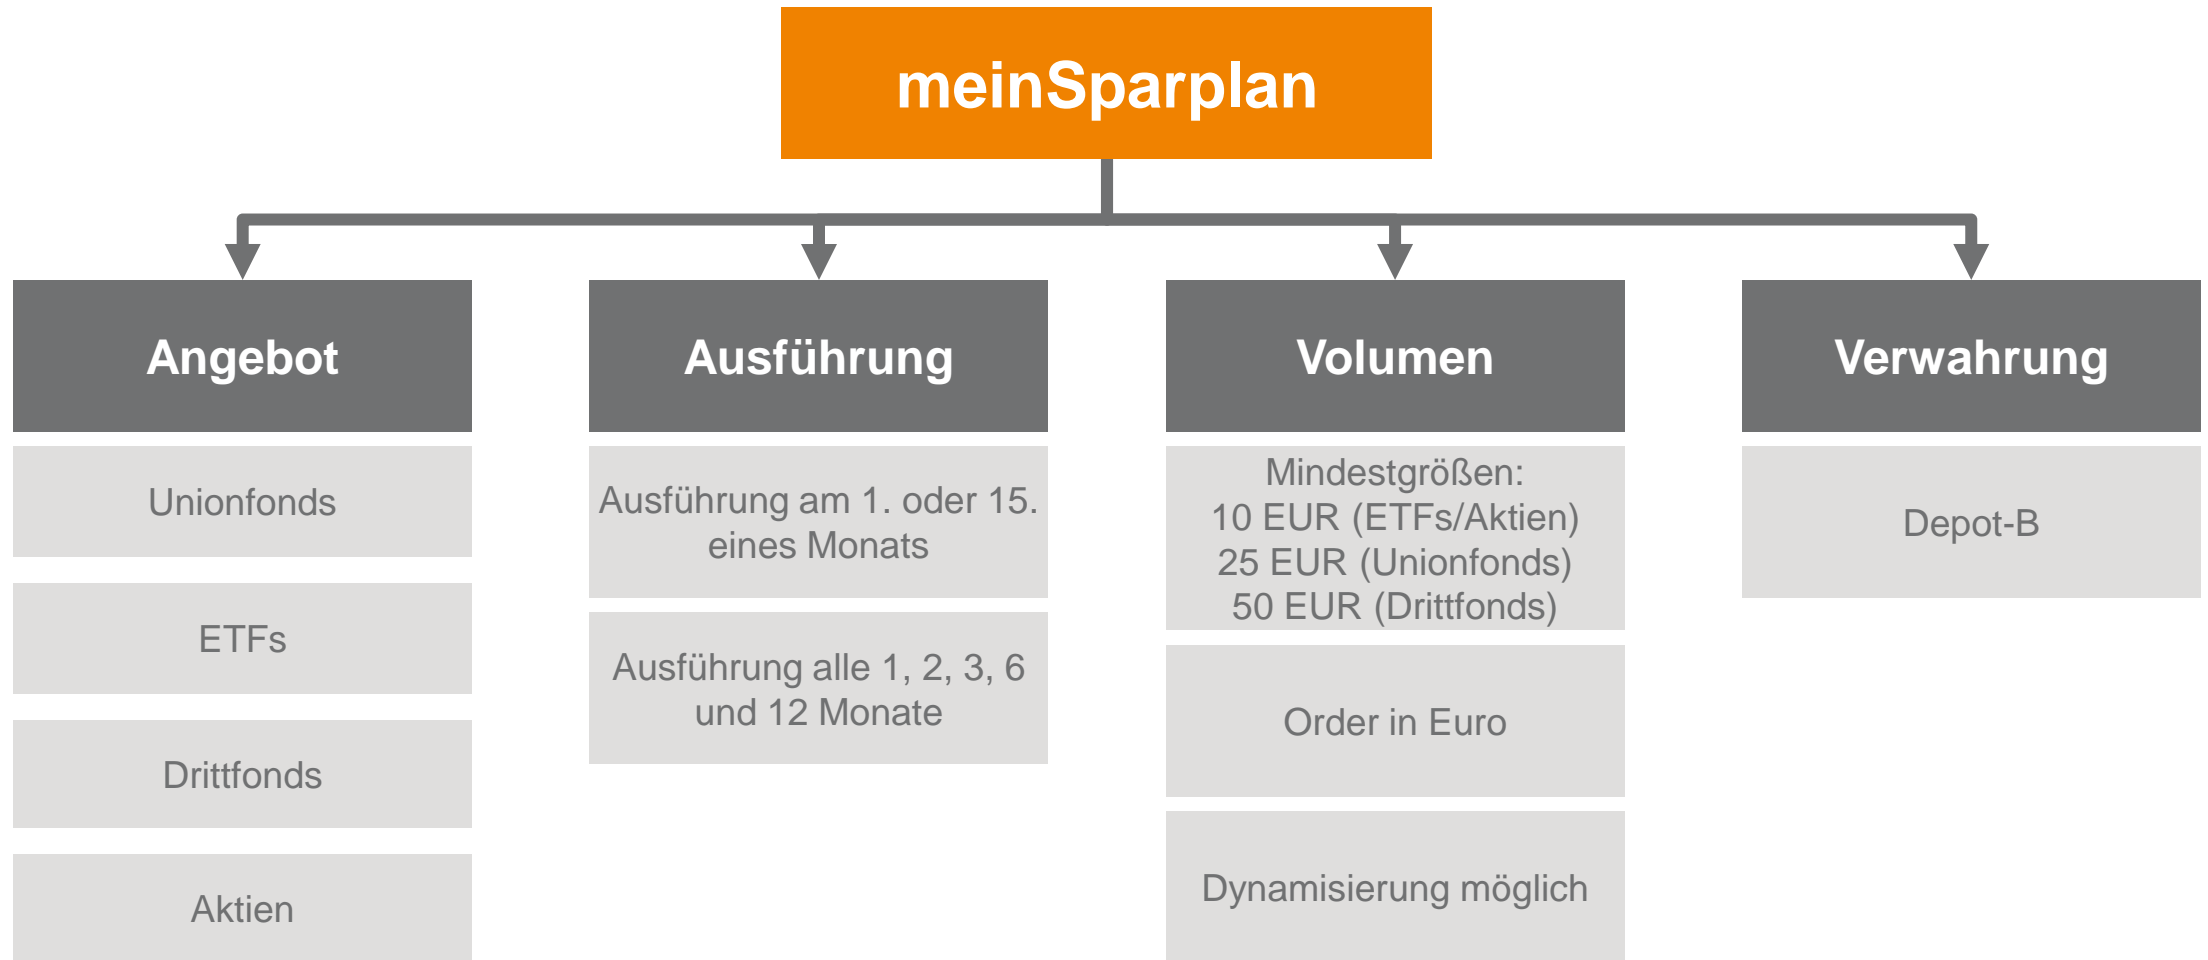 meinSparplan
Angebot
Unionfonds
ETFs
Drittfonds
Aktien
Ausführung
Ausführung am 1. oder 15.
eines Monats
Ausführung alle 1, 2, 3, 6
und 12 Monate
Volumen
Mindestgrößen:
10 EUR (ETFs/Aktien)
25 EUR (Unionfonds)
50 EUR (Drittfonds)
Order in Euro
Dynamisierung möglich
Verwahrung
Depot-B